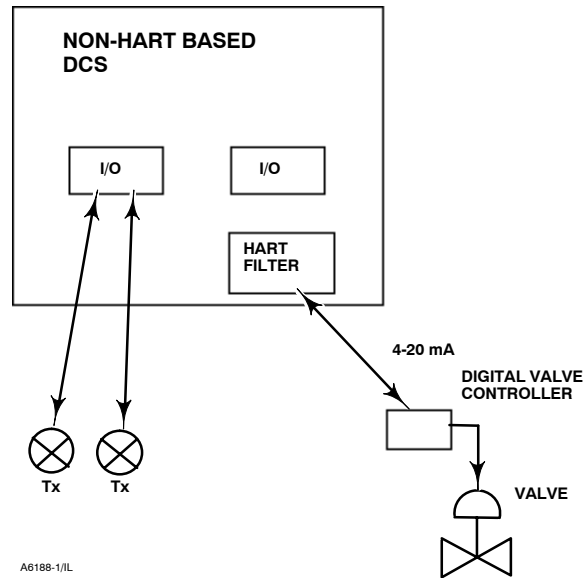 NON-HART BASED
DCS
I/O
I/O
HART
FILTER
4-20 mA
DIGITAL VALVE
CONTROLLER
Tx
Tx
VALVE
A6188-1/IL